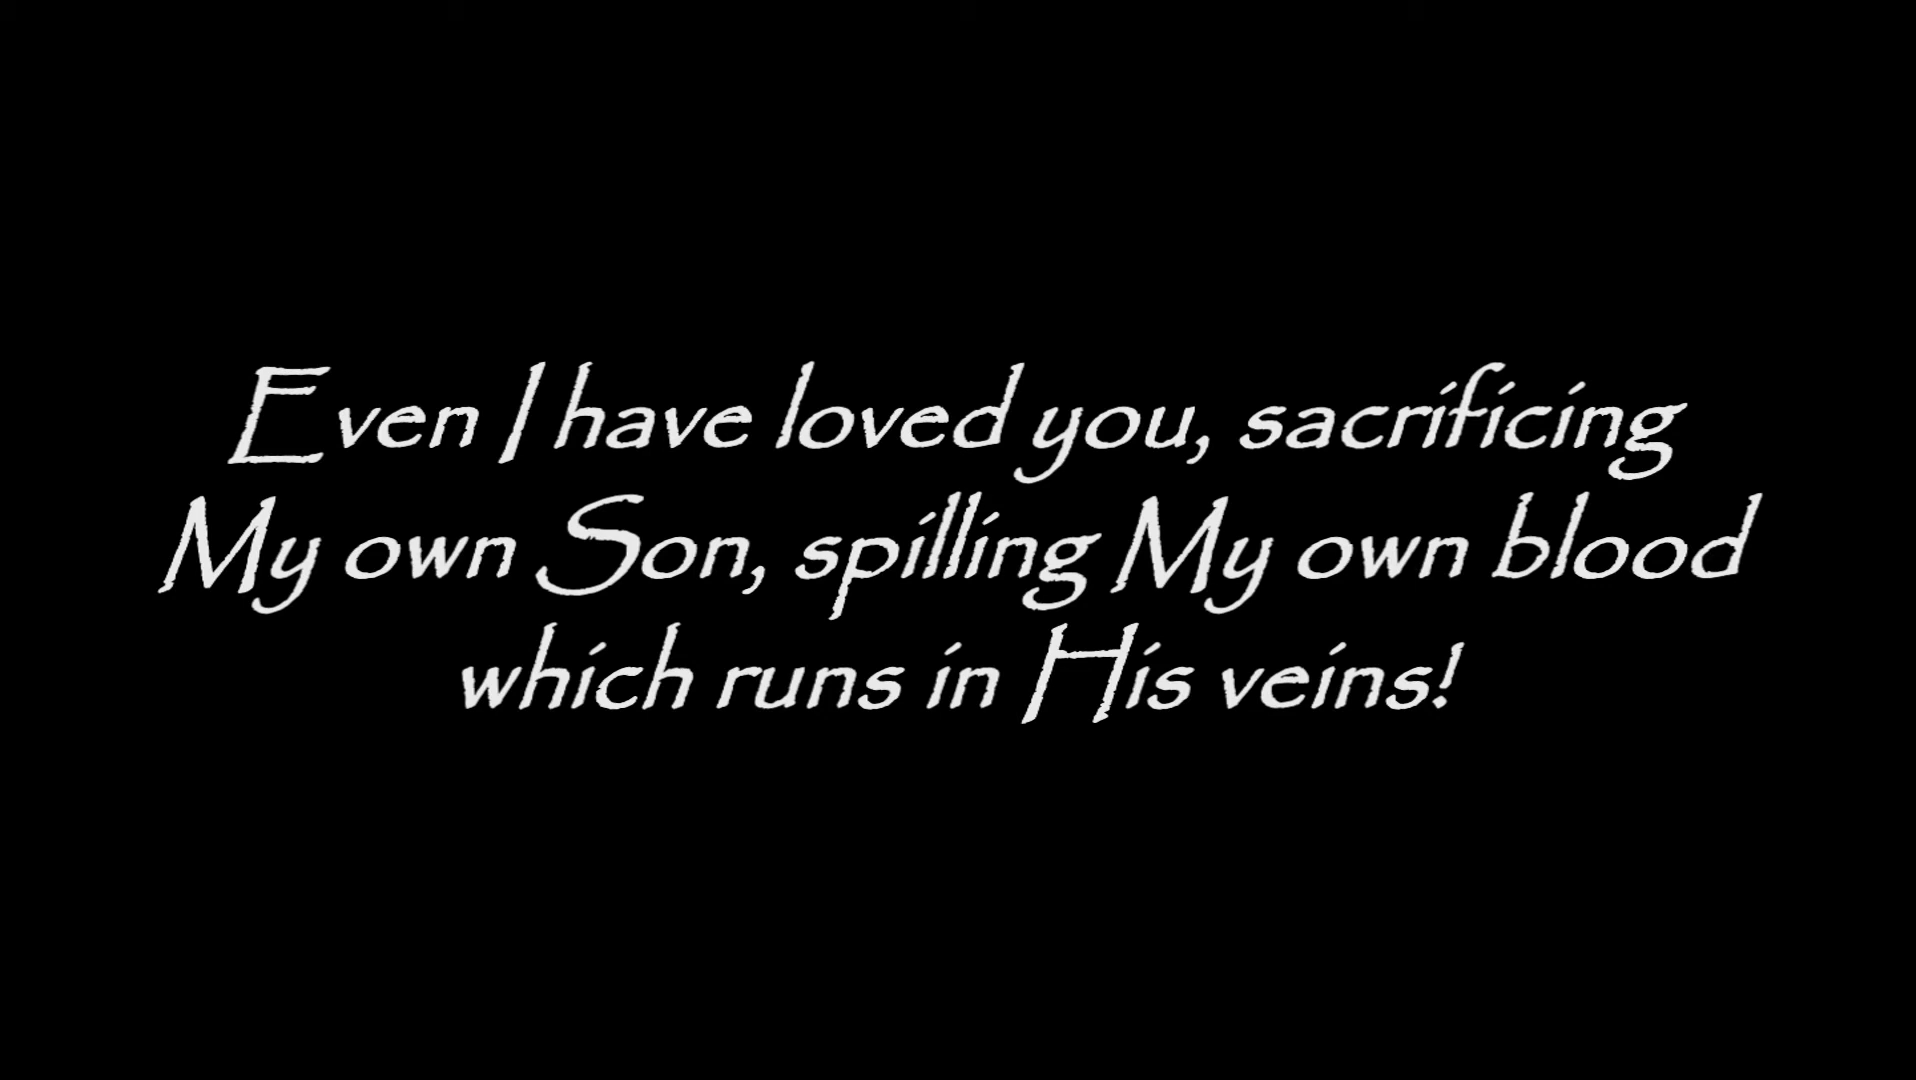 Even I have loved you, sacrificing
My own Son, spilling My own blood
which runs in His veins!